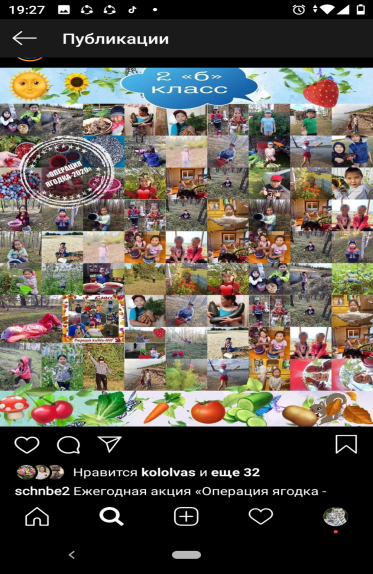 19:27
Публикации
2 «б»
класс
«ОПЕРАЦИЯ
ЯГОДКА-2020»
Нравится kololvas и еще 32
schnbe2 Ежегодная акция «Операция ягодка -